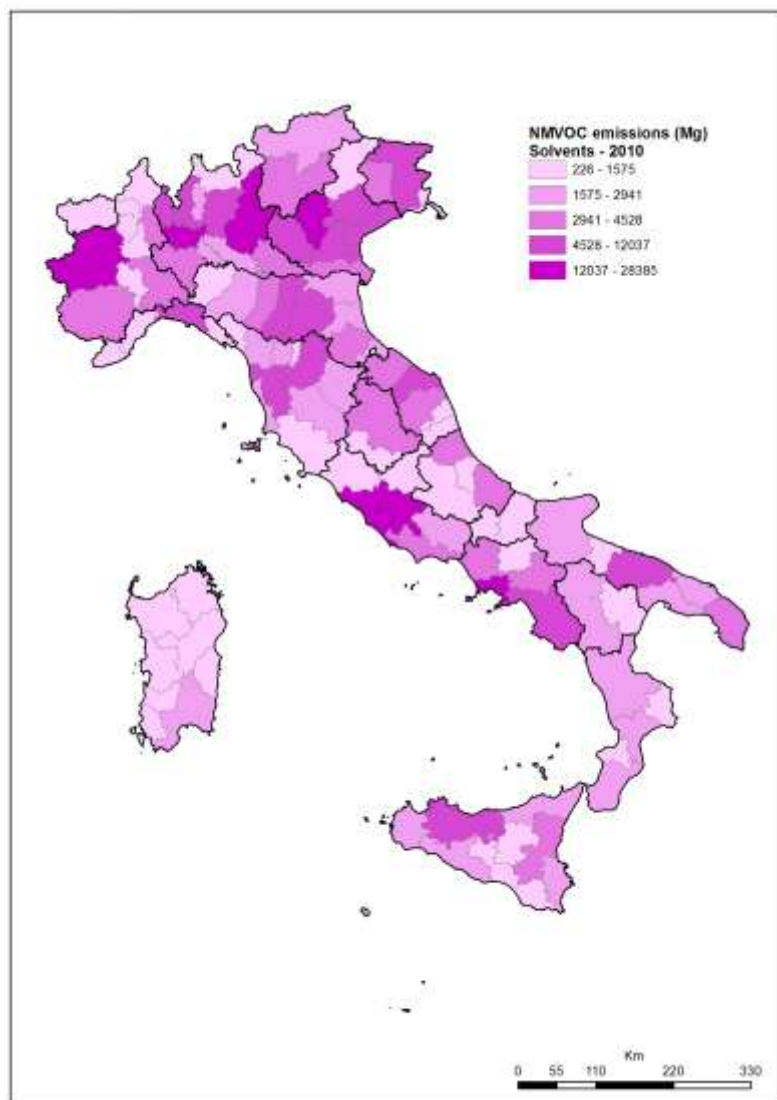 NMVOC emissions (Mg)
Solvents - 2010
226 - 1575
1575 - 2941
2941 - 4528
4528 - 12037
12037 - 28385
Km
0 55 110 220 330